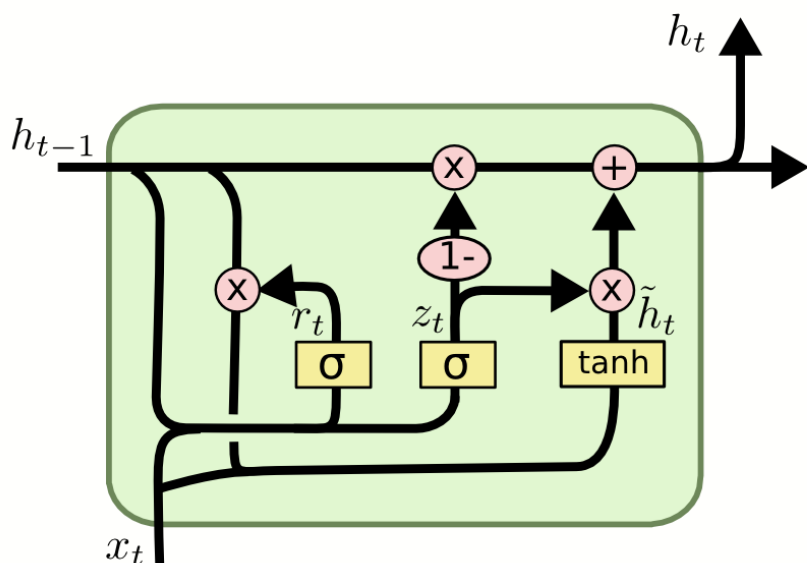 h_t
h_{t-1}
x
+
1-
x
x
r_t
z_t
h̃_t
σ
σ
tanh
x_t